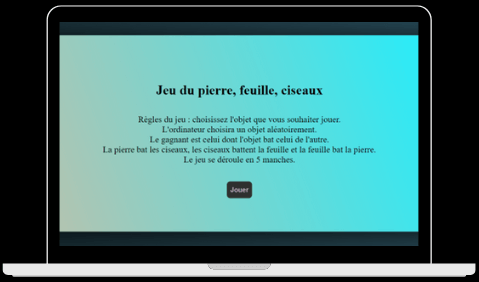 Jeu du pierre, feuille, ciseaux
Règles du jeu : choisissez l'objet que vous souhaiter jouer.
L'ordinateur choisira un objet aléatoirement.
Le gagnant est celui dont l'objet bat celui de l'autre.
La pierre bat les ciseaux, les ciseaux battent la feuille et la feuille bat la pierre.
Le jeu se déroule en 5 manches.
Jouer